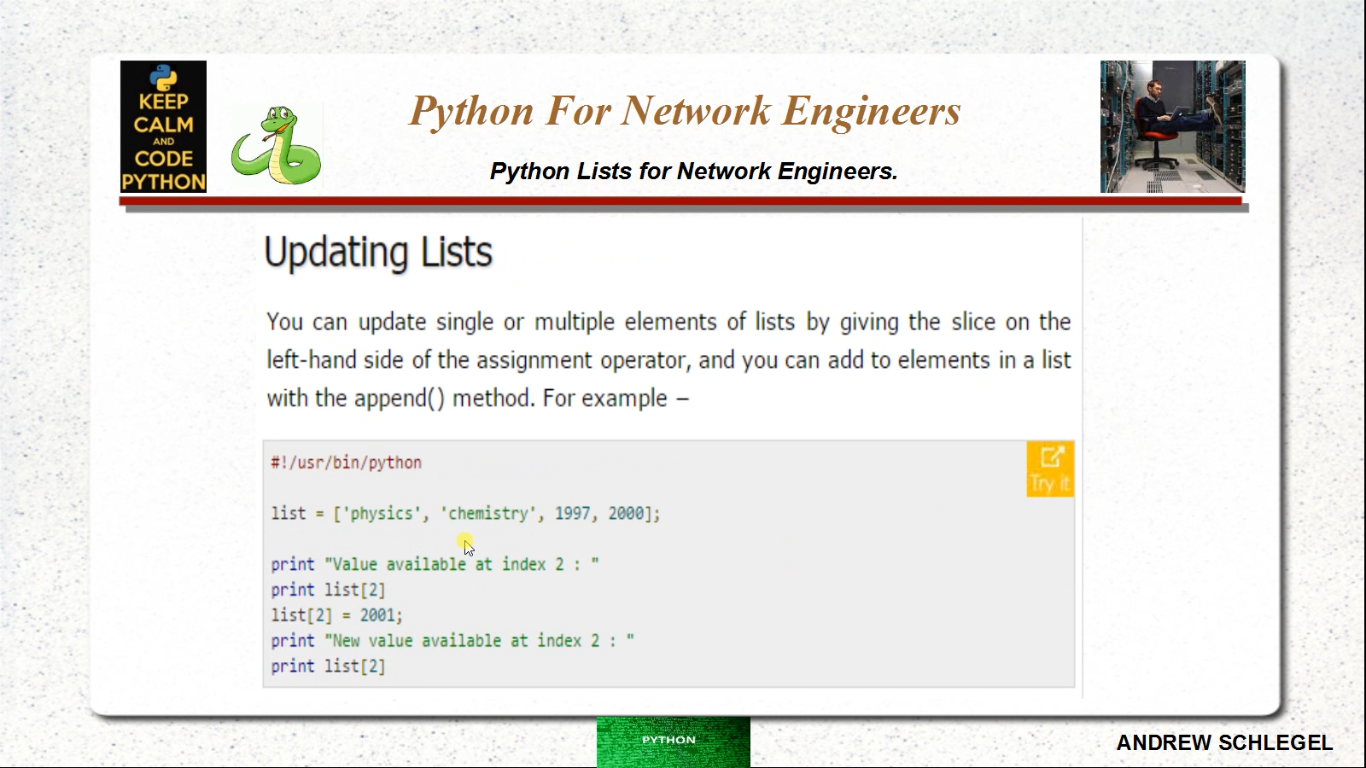 KEEP
CALM
AND
CODE
PYTHON
Python For Network Engineers
Python Lists for Network Engineers.
Updating Lists
You can update single or multiple elements of lists by giving the slice on the
left-hand side of the assignment operator, and you can add to elements in a list
with the append() method. For example –
#!/usr/bin/python
Try it
list = ['physics', 'chemistry', 1997, 2000];
print "Value available at index 2 : "
print list[2]
list[2] = 2001;
print "New value available at index 2 : "
print list[2]
PYTHON
ANDREW SCHLEGEL